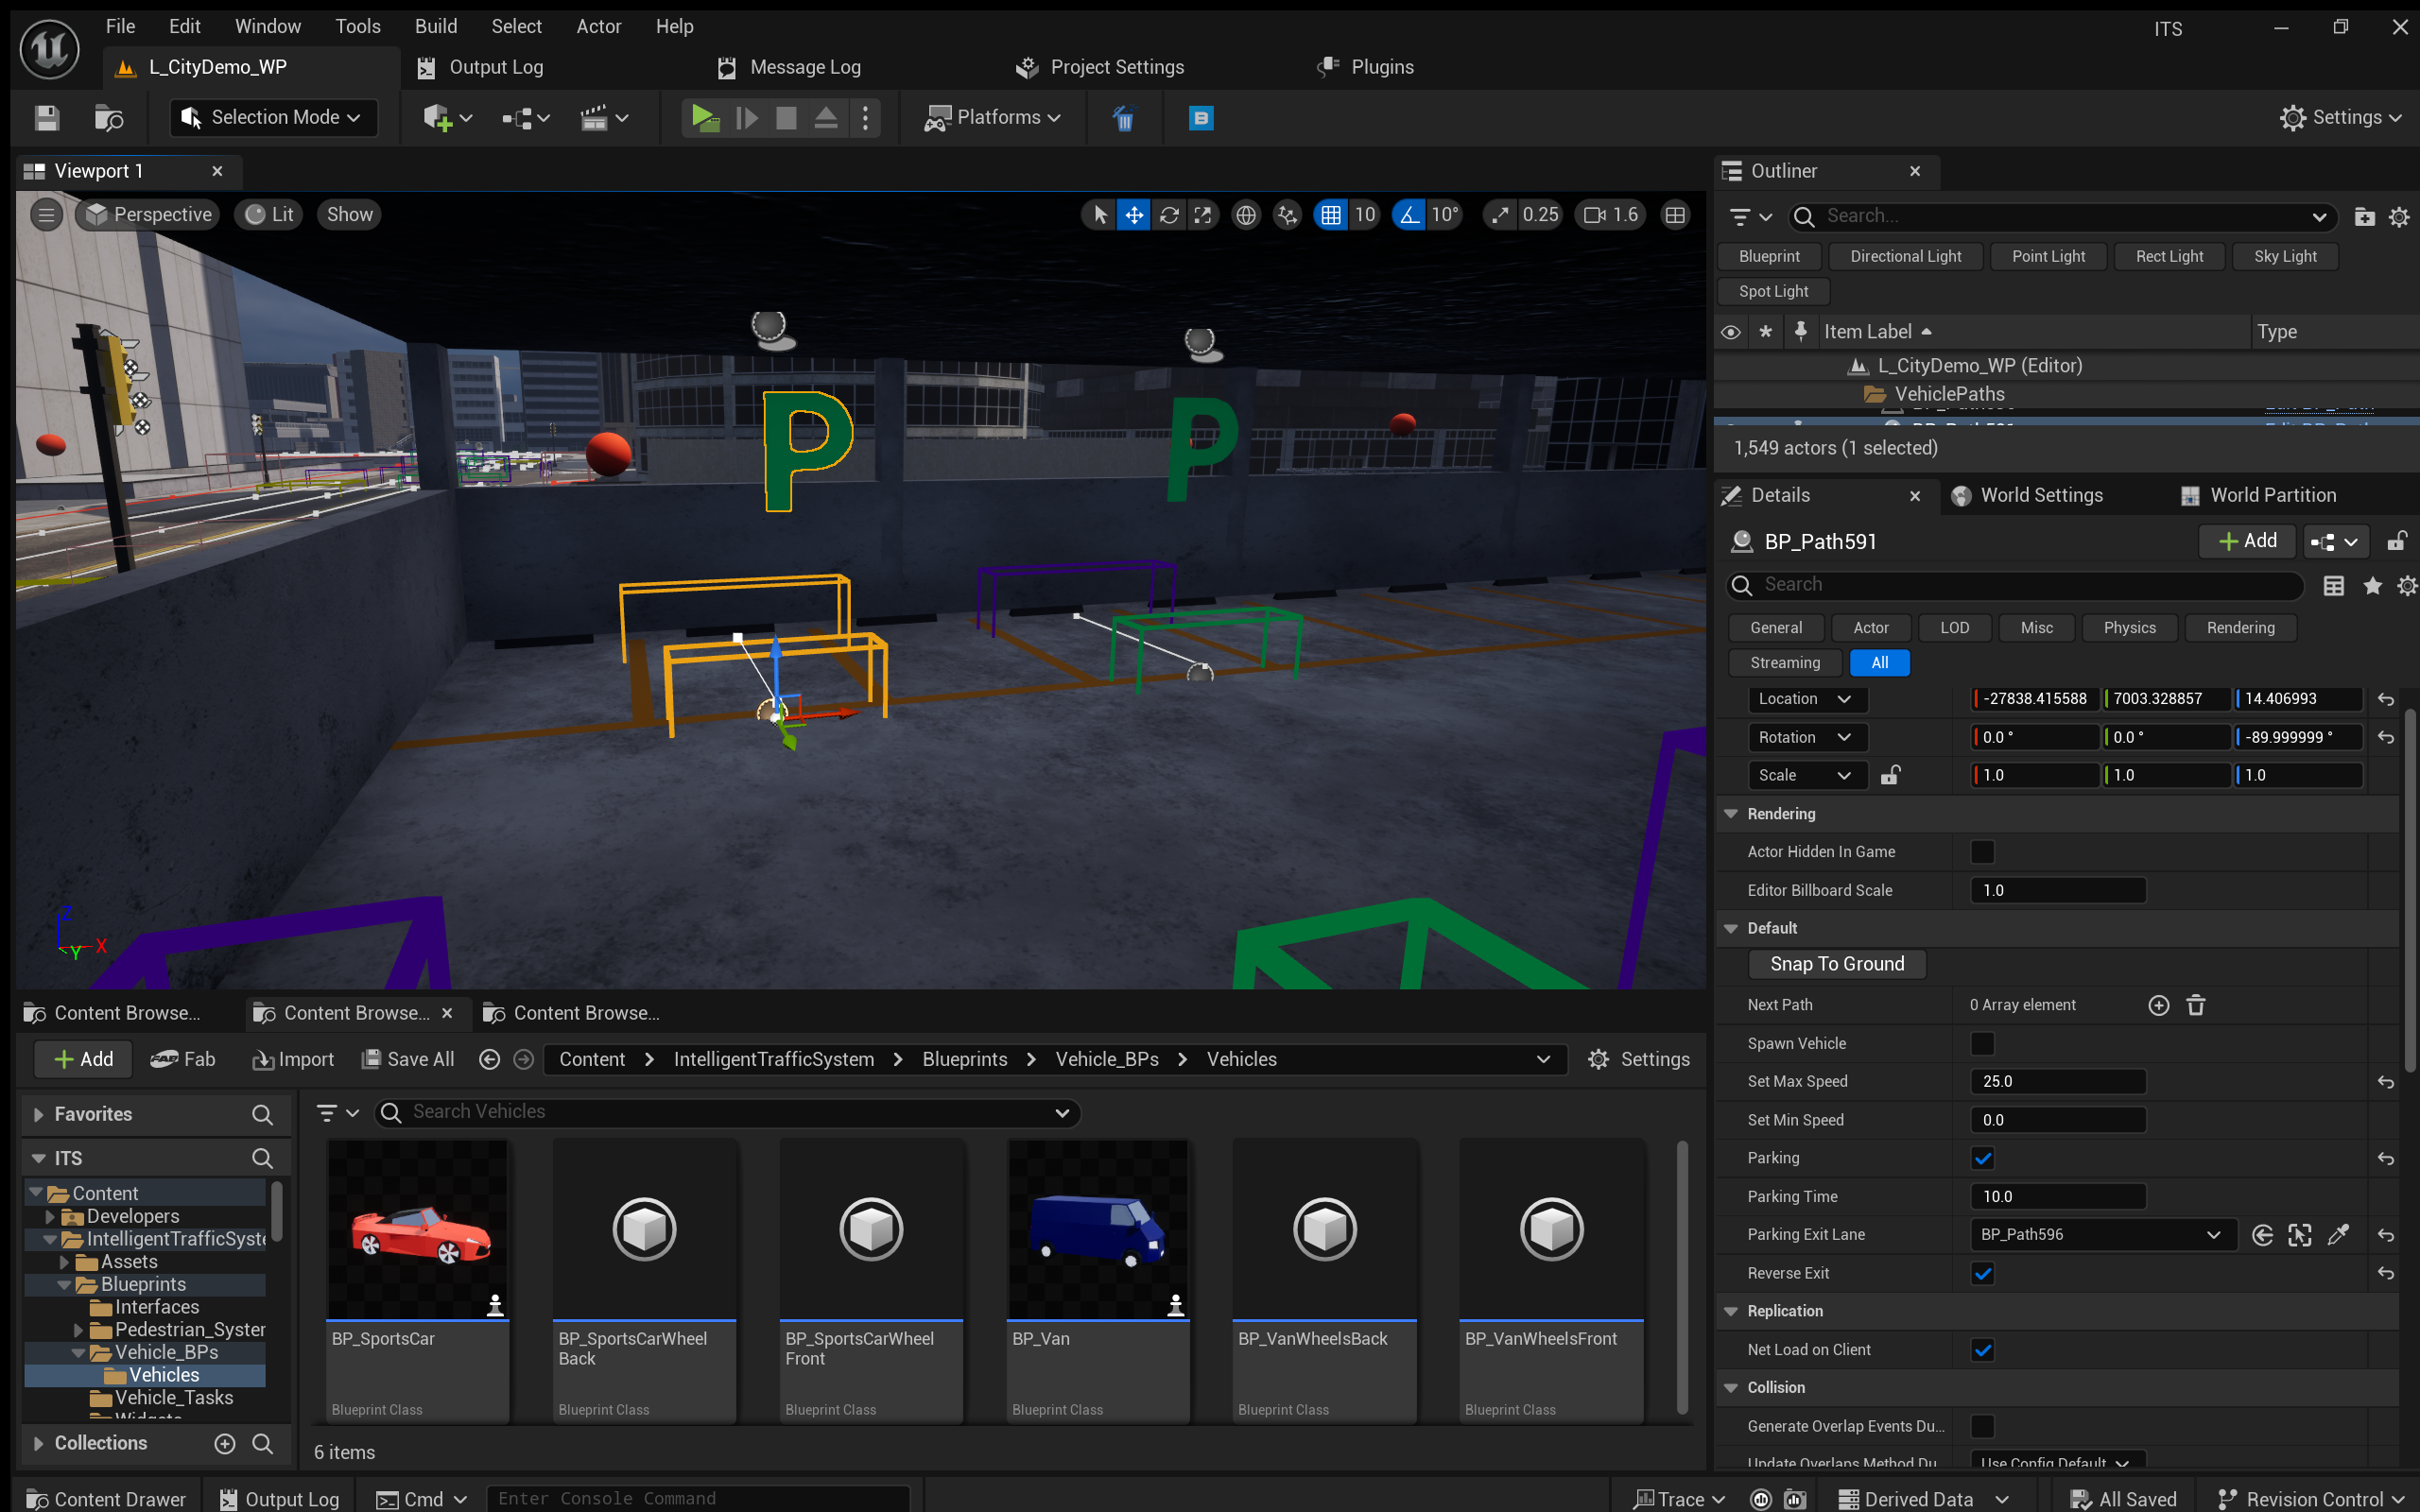 File Edit Window Tools Build Select Actor Help ITS
L_CityDemo_WP Output Log Message Log Project Settings Plugins
Selection Mode Platforms Settings
Viewport 1
Perspective Lit Show 10 10° 0.25 1.6
P P
Z
X
Y
Outliner
Search...
Blueprint Directional Light Point Light Rect Light Sky Light
Spot Light
Item Label Type
L_CityDemo_WP (Editor)
VehiclePaths
1,549 actors (1 selected)
Details World Settings World Partition
BP_Path591 Add
Search
General Actor LOD Misc Physics Rendering
Streaming All
Location -27838.415588 7003.328857 14.406993
Rotation 0.0 ° 0.0 ° -89.999999 °
Scale 1.0 1.0 1.0
Rendering
Actor Hidden In Game
Editor Billboard Scale 1.0
Default
Snap To Ground
Next Path 0 Array element
Spawn Vehicle
Set Max Speed 25.0
Set Min Speed 0.0
Parking
Parking Time 10.0
Parking Exit Lane BP_Path596
Reverse Exit
Replication
Net Load on Client
Collision
Generate Overlap Events Du...
Update Overlaps Method Du Use Config Default
Content Browse... Content Browse... Content Browse...
Add Fab Import Save All Content IntelligentTrafficSystem Blueprints Vehicle_BPs Vehicles Settings
Favorites
Search Vehicles
ITS
Content
Developers
IntelligentTrafficSyste
Assets
Blueprints
Interfaces
Pedestrian_System
Vehicle_BPs
Vehicles
Vehicle_Tasks
Widgets
Collections
BP_SportsCar
Blueprint Class
BP_SportsCarWheel
Back
Blueprint Class
BP_SportsCarWheel
Front
Blueprint Class
BP_Van
Blueprint Class
BP_VanWheelsBack
Blueprint Class
BP_VanWheelsFront
Blueprint Class
6 items
Content Drawer Output Log Cmd Enter Console Command Trace Derived Data All Saved Revision Control